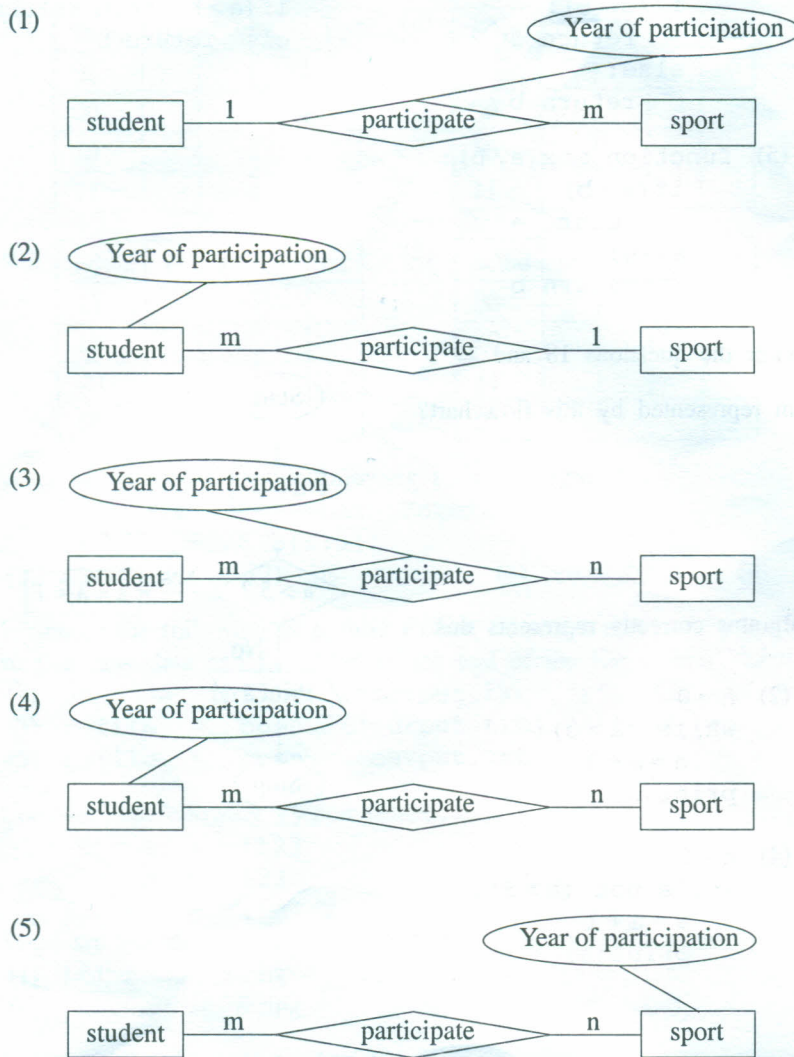 (1)
Year of participation
student 1 participate m sport
(2)
Year of participation
student m participate 1 sport
(3)
Year of participation
student m participate n sport
(4)
Year of participation
student m participate n sport
(5)
Year of participation
student m participate n sport